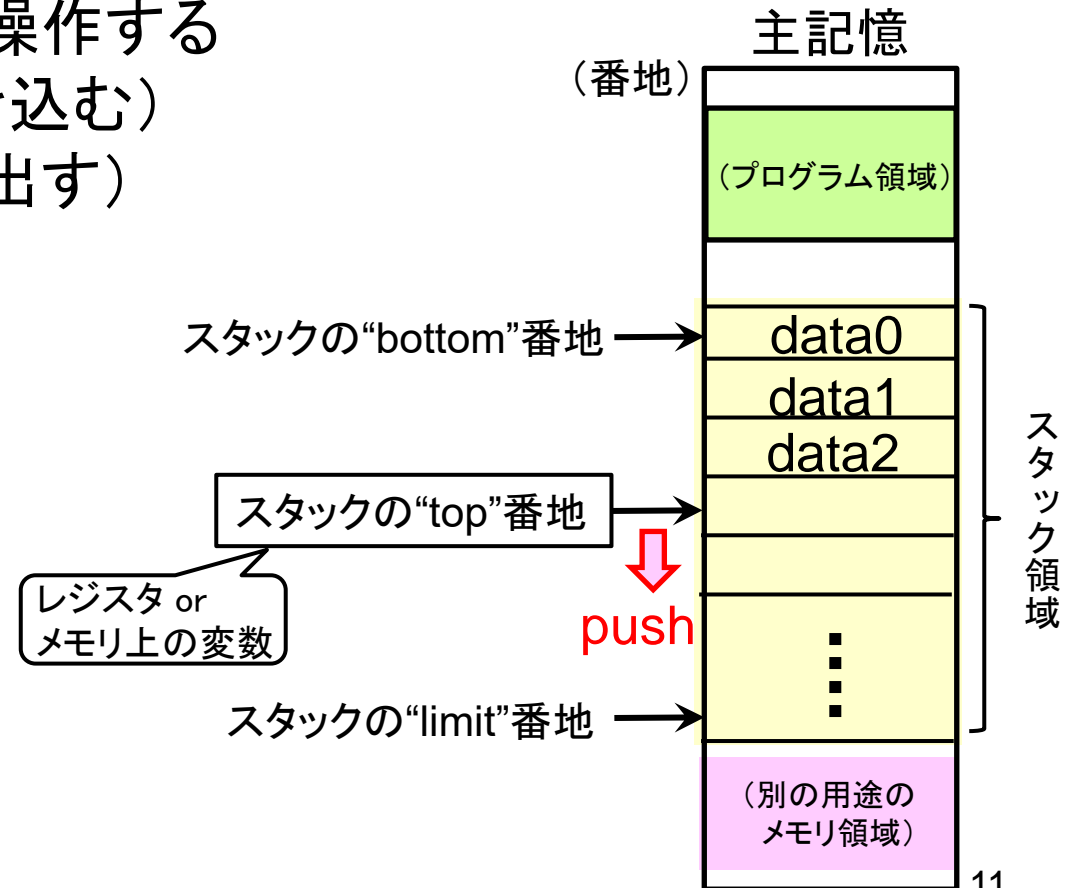 操作する
き込む）
出す）
主記憶
（番地）
（プログラム領域）
スタックの“bottom”番地
data0
data1
data2
スタックの“top”番地
レジスタ or
メモリ上の変数
push
スタックの“limit”番地
スタック領域
（別の用途の
メモリ領域）
11